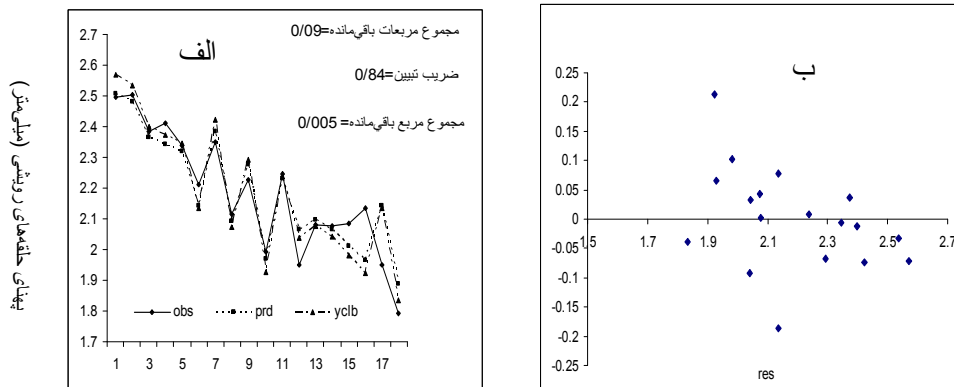 الف
مجموع مربعات باقي‌مانده=0/09
ضریب تبیین=0/84
مجموع مربع باقي‌مانده= 0/005
پهنای حلقه‌های رویشی (میلی‌متر)
2.7
2.6
2.5
2.4
2.3
2.2
2.1
2
1.9
1.8
1.7
obs prd yclb
1 3 5 7 9 11 13 15 17
ب
0.25
0.2
0.15
0.1
0.05
0
-0.05
-0.1
-0.15
-0.2
-0.25
1.5 1.7 1.9 2.1 2.3 2.5 2.7
res